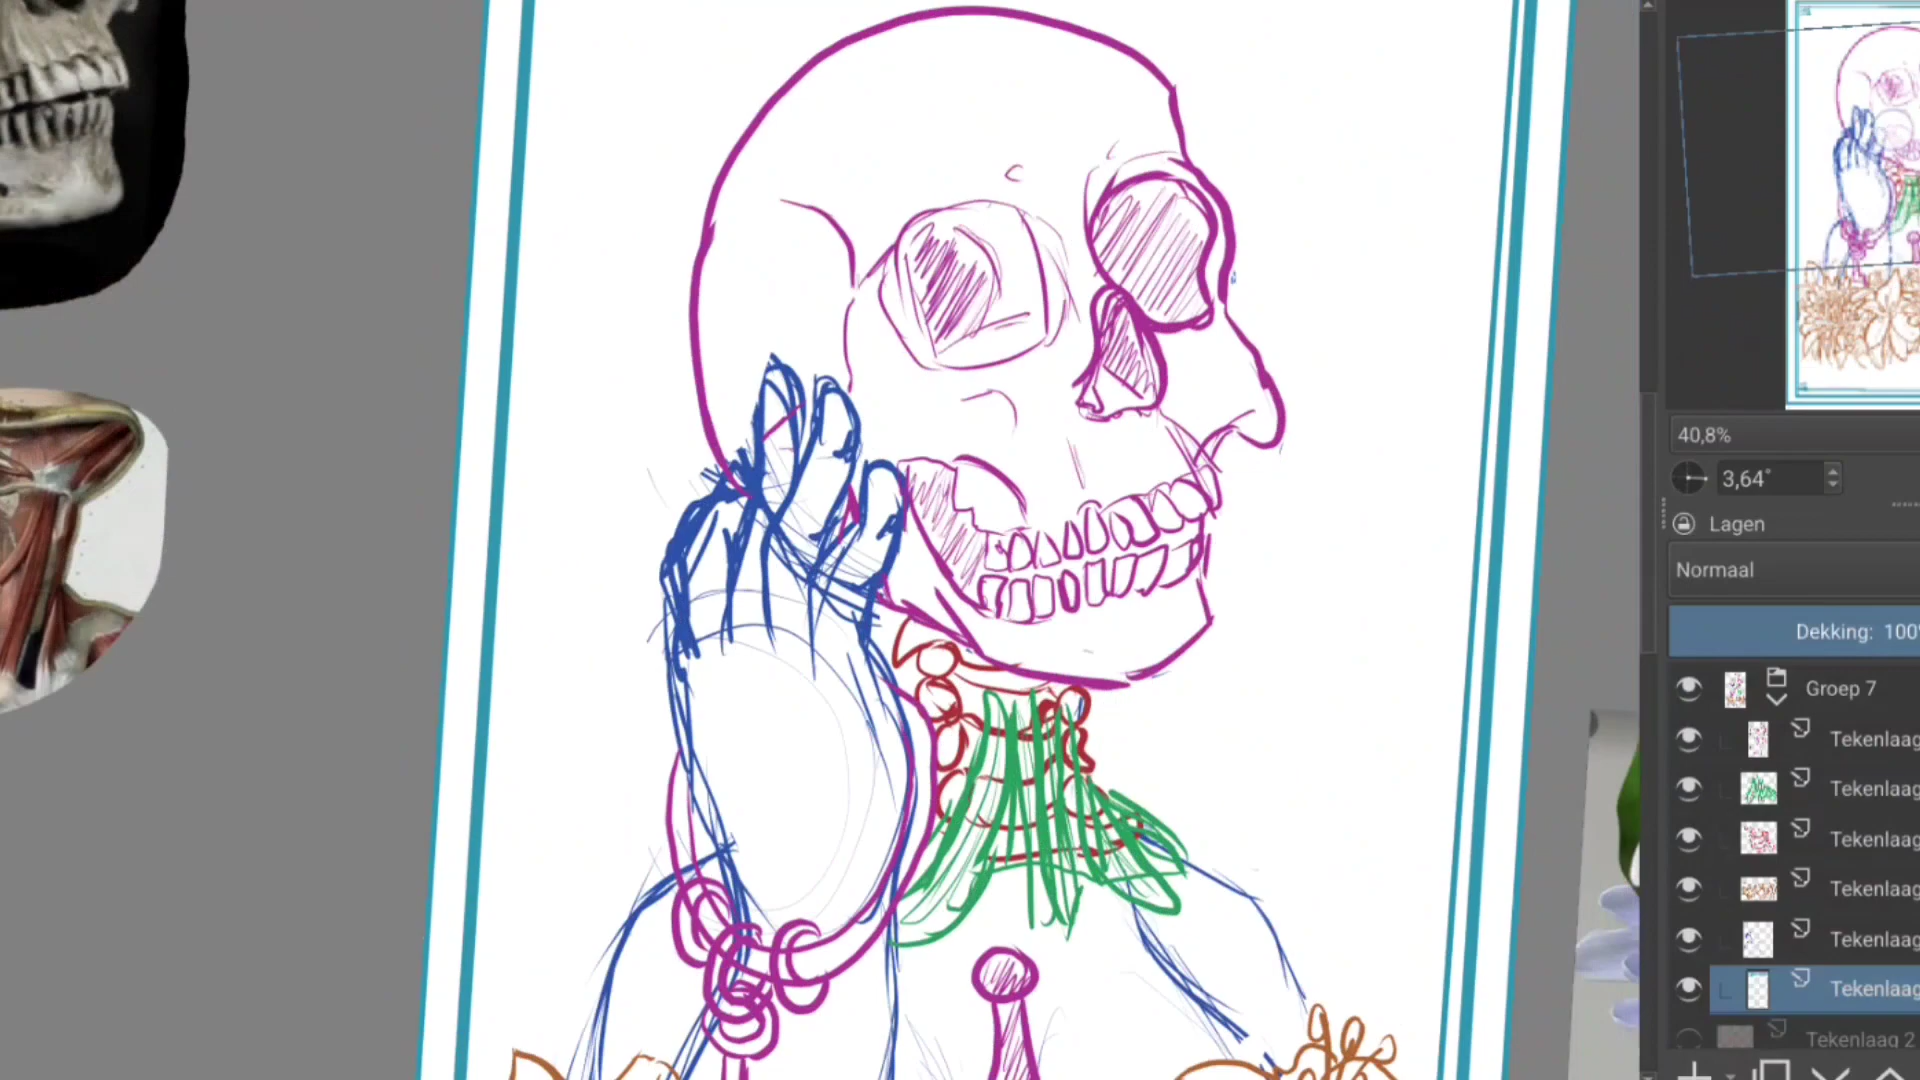 40,8%
3,64°
Lagen
Normaal
Dekking: 100%
Groep 7
Tekenlaag
Tekenlaag
Tekenlaag
Tekenlaag
Tekenlaag
Tekenlaag
Tekenlaag 2